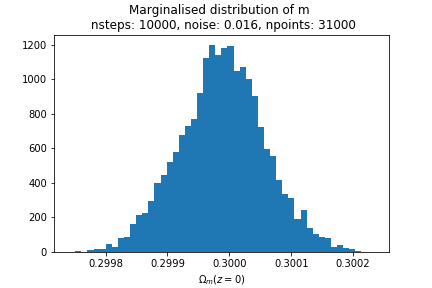 Marginalised distribution of m
nsteps: 10000, noise: 0.016, npoints: 31000
1200
1000
800
600
400
200
0
0.2998 0.2999 0.3000 0.3001 0.3002
Ωₘ(z = 0)